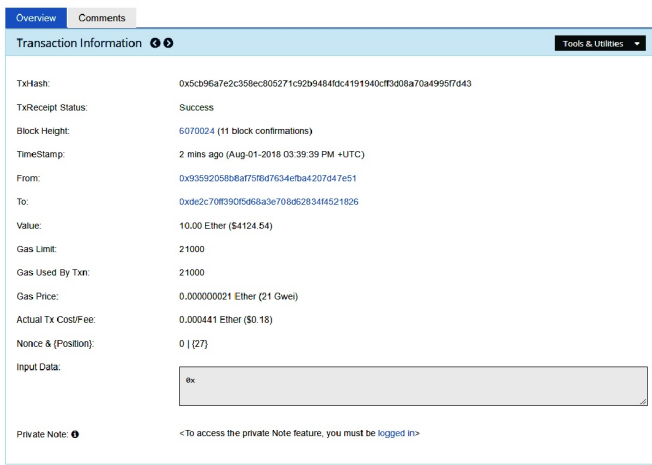 Overview Comments
Transaction Information Tools & Utilities
TxHash: 0x5cb96a7e2c358ec805271c92b9484fdc4191940cff3d08a70a4995f7d43
TxReceipt Status: Success
Block Height: 6070024 (11 block confirmations)
TimeStamp: 2 mins ago (Aug-01-2018 03:39:39 PM +UTC)
From: 0x93592058b8af75f8d7634efba4207d47e51
To: 0xde2c70ff390f5d68a3e708d62834f4521826
Value: 10.00 Ether ($4124.54)
Gas Limit: 21000
Gas Used By Txn: 21000
Gas Price: 0.000000021 Ether (21 Gwei)
Actual Tx Cost/Fee: 0.000441 Ether ($0.18)
Nonce & {Position}: 0 | {27}
Input Data:
0x
Private Note: <To access the private Note feature, you must be logged in>